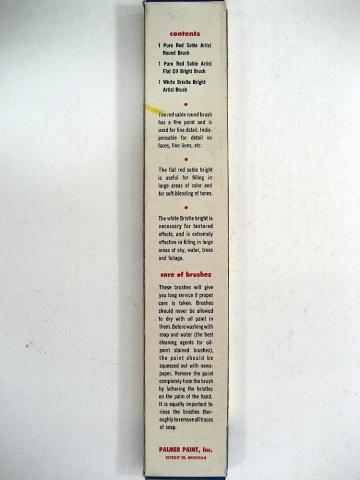 contents
1 Pure Red Sable Artist
Round Brush
1 Pure Red Sable Artist
Flat Oil Bright Brush
1 White Bristle Bright
Artist Brush
The red sable round brush
has a fine point and is
used for fine detail. Indis-
pensable for detail on
faces, fine lines, etc.
The flat red sable bright
is useful for filling in
large areas of color and
for soft blending of tones.
The white Bristle bright is
necessary for textured
effects, and is extremely
effective in filling in large
areas of sky, water, trees
and foliage.
care of brushes
These brushes will give
you long service if proper
care is taken. Brushes
should never be allowed
to dry with oil paint in
them. Before washing with
soap and water (the best
cleaning agents for oil-
paint stained brushes),
the paint should be
squeezed out with news-
paper. Remove the paint
completely from the brush
by lathering the bristles
on the palm of the hand.
It is equally important to
rinse the brushes thor-
oughly to remove all traces
of soap.
PALMER PAINT, Inc.
DETROIT 20, MICHIGAN